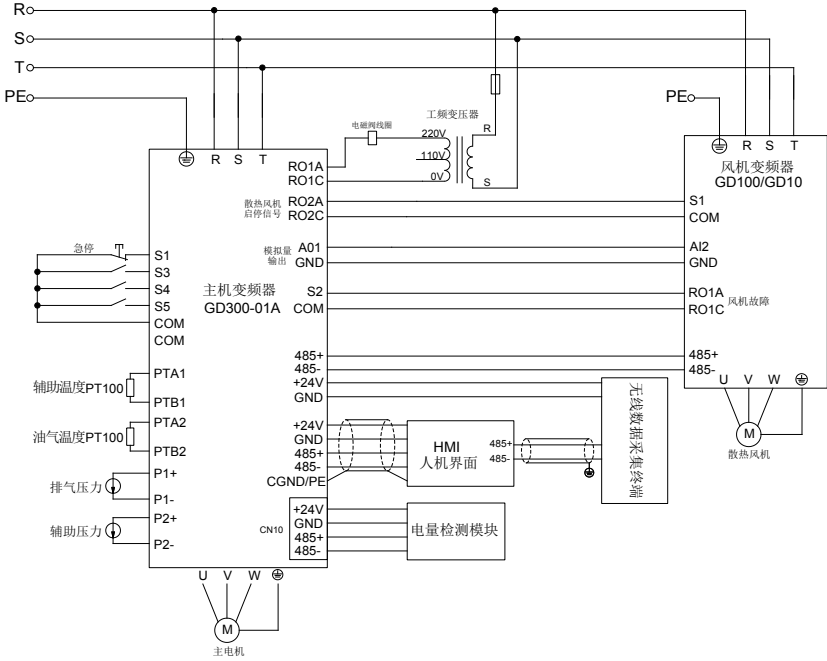 R
S
T
PE
工频变压器
电磁阀线圈
220V
110V
0V
R
S
PE
R S T
R S T
风机变频器
GD100/GD10
RO1A
RO1C
散热风机
启停信号
RO2A
RO2C
S1
COM
模拟量
输出
A01
GND
AI2
GND
急停
S1
S3
S4
S5
COM
COM
主机变频器
GD300-01A
S2
COM
RO1A
RO1C
风机故障
485+
485-
485+
485-
U V W
M
散热风机
+24V
GND
无线数据采集终端
辅助温度PT100
PTA1
PTB1
油气温度PT100
PTA2
PTB2
排气压力
P1+
P1-
辅助压力
P2+
P2-
+24V
GND
485+
485-
CGND/PE
HMI
人机界面
485+
485-
CN10
+24V
GND
485+
485-
电量检测模块
U V W
M
主电机